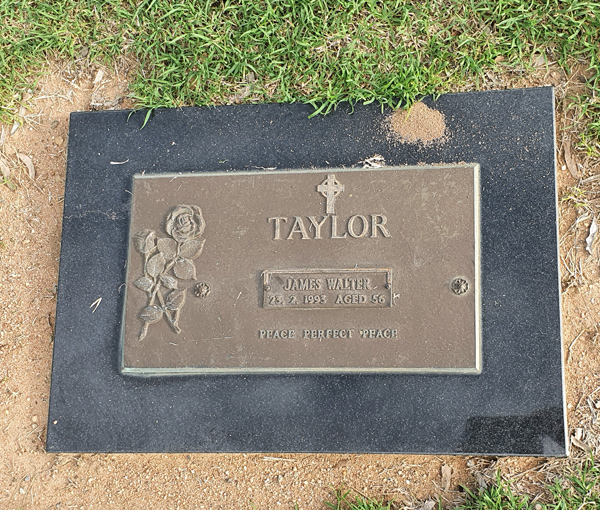 TAYLOR
JAMES WALTER
23. 2. 1993 AGED 56
PEACE PERFECT PEACE